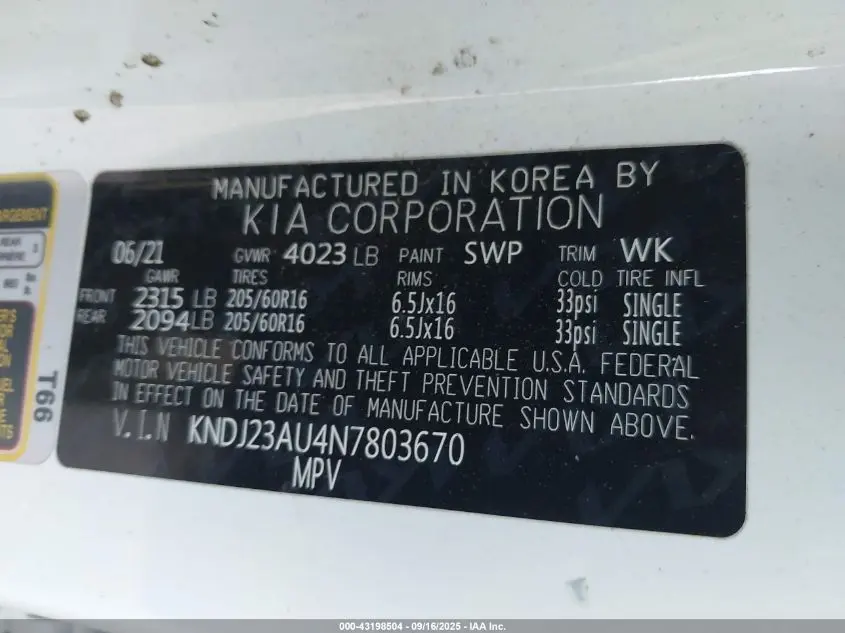 MANUFACTURED IN KOREA BY
KIA CORPORATION
06/21 GVWR 4023 LB PAINT SWP TRIM WK
GAWR TIRES RIMS COLD TIRE INFL
FRONT 2315 LB 205/60R16 6.5Jx16 33psi SINGLE
REAR 2094 LB 205/60R16 6.5Jx16 33psi SINGLE
THIS VEHICLE CONFORMS TO ALL APPLICABLE U.S.A. FEDERAL
MOTOR VEHICLE SAFETY AND THEFT PREVENTION STANDARDS
IN EFFECT ON THE DATE OF MANUFACTURE SHOWN ABOVE.
V.I.N KNDJ23AU4N7803670
MPV
T66
REAR
000-43198504 - 09/16/2025 - IAA Inc.